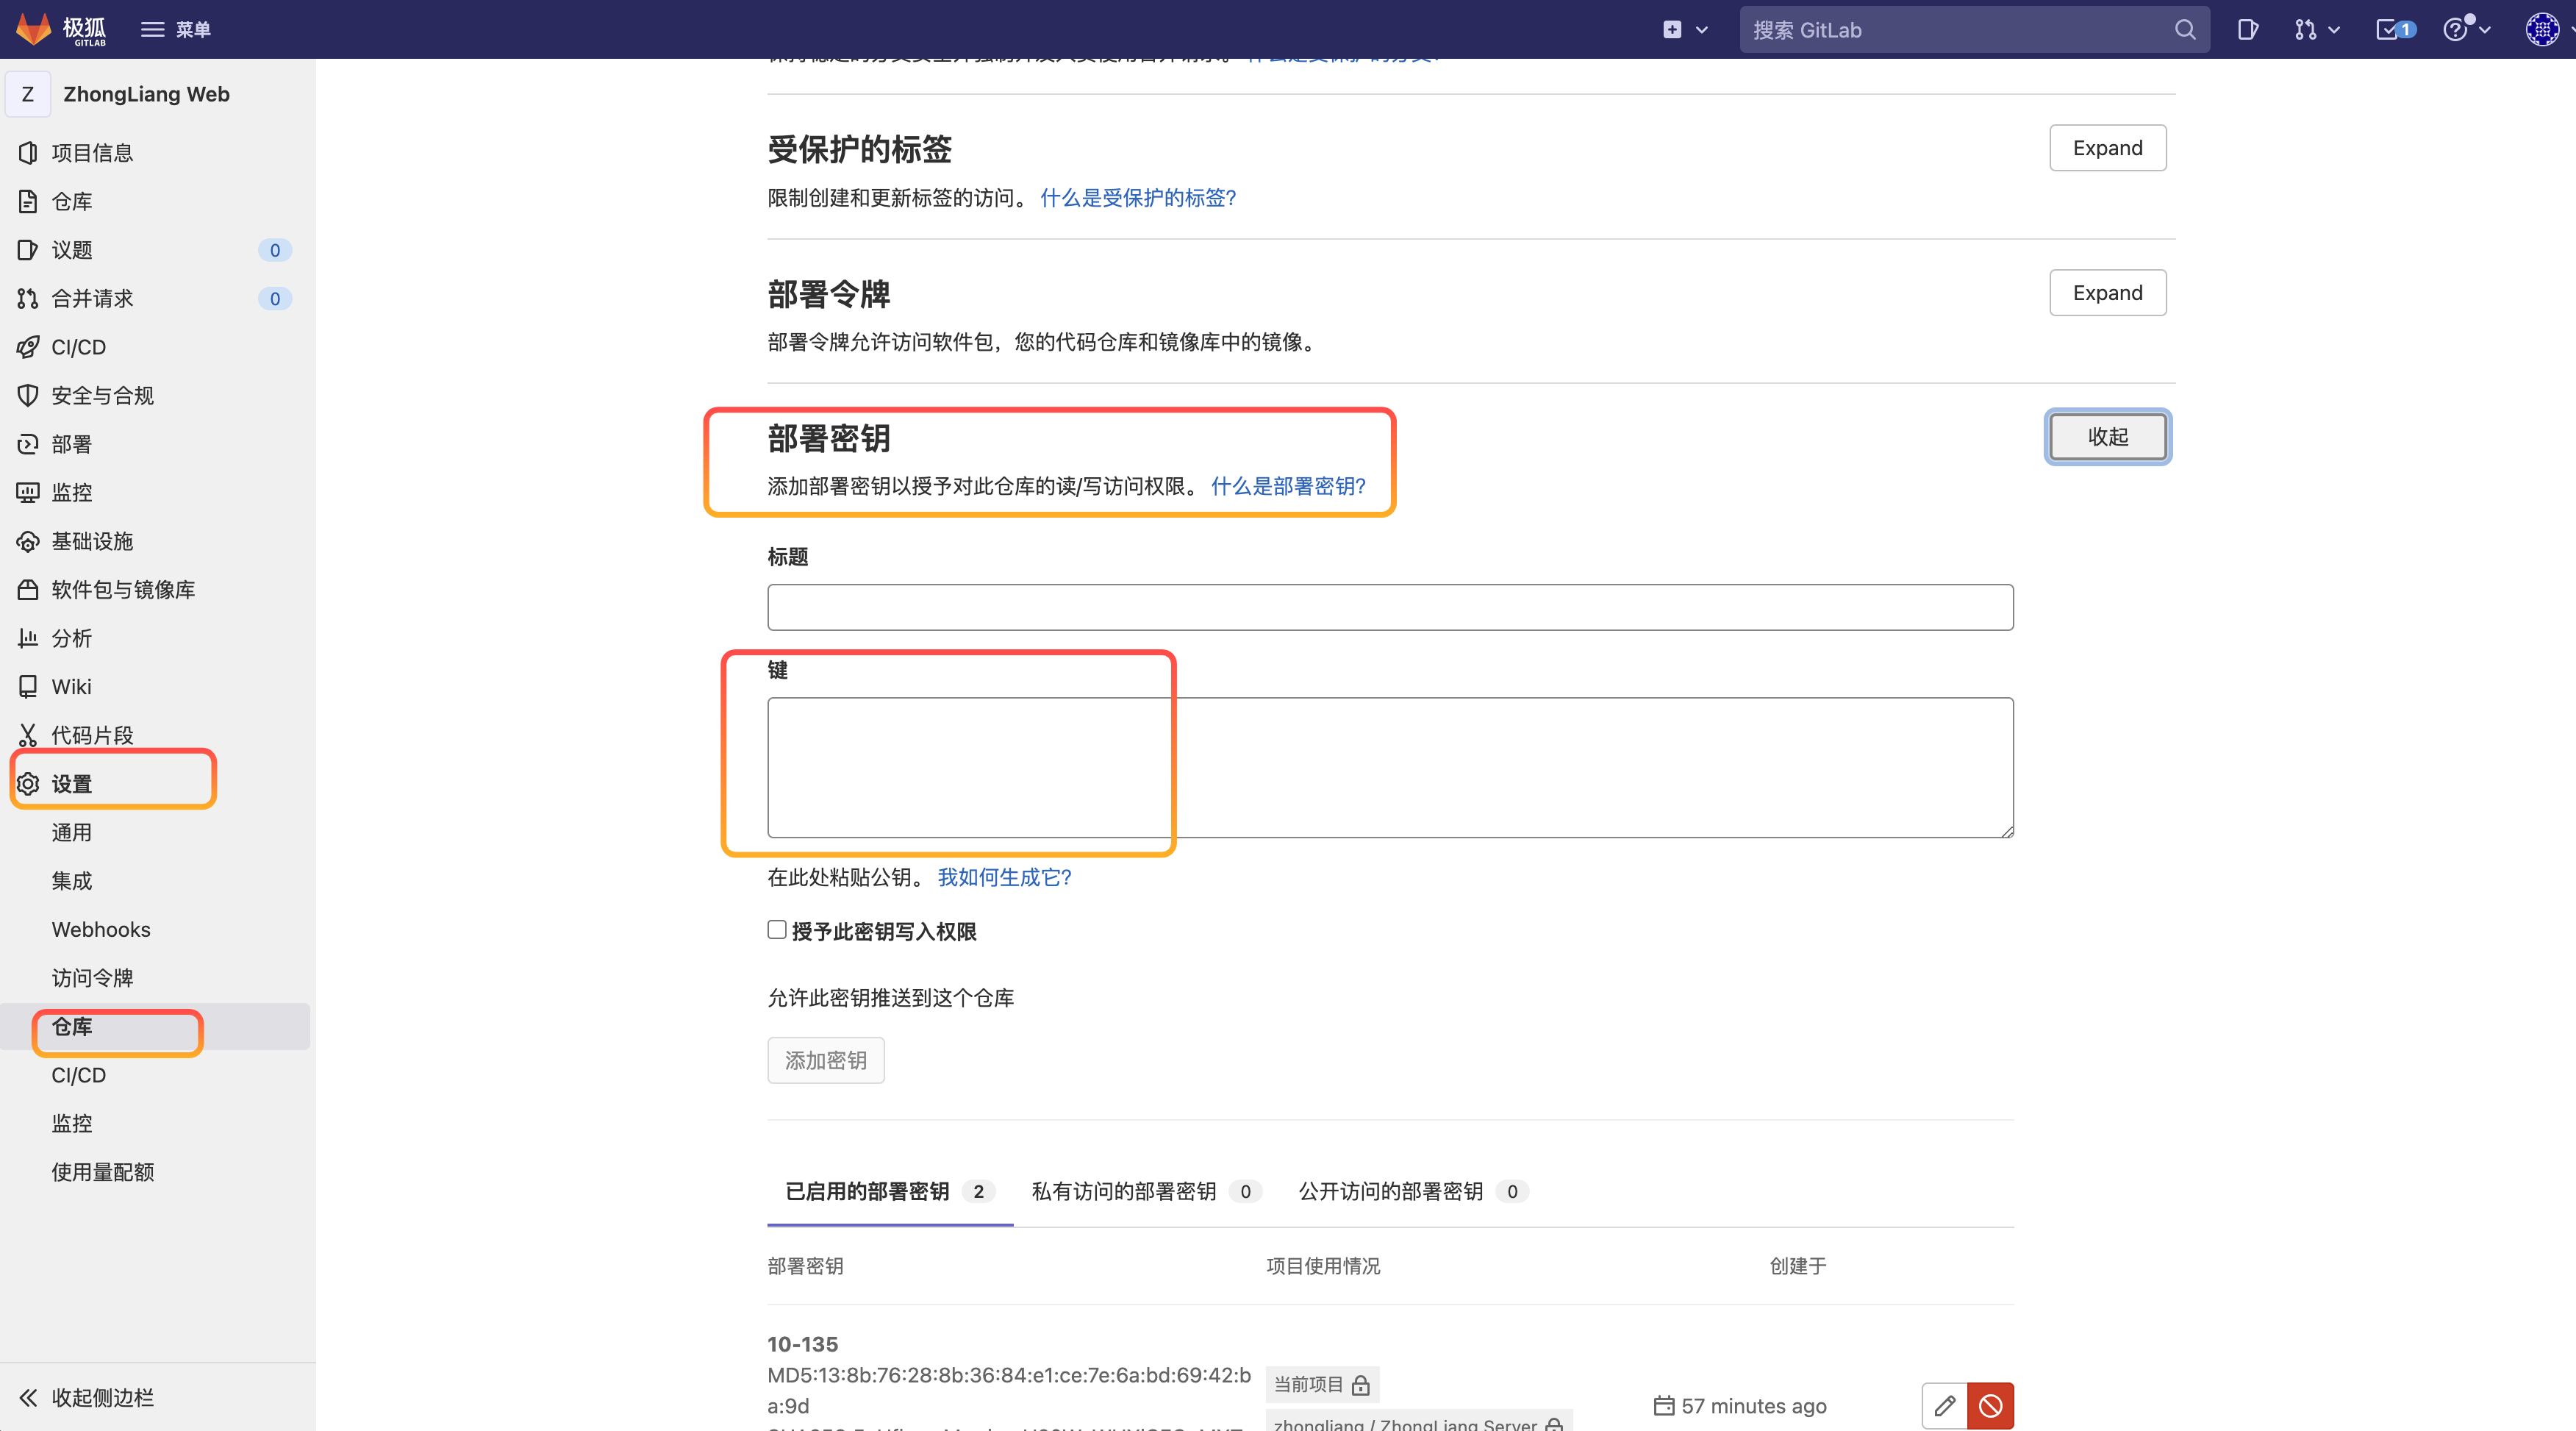 极狐
GITLAB
菜单
搜索 GitLab
1
Z
ZhongLiang Web
项目信息
仓库
议题
0
合并请求
0
CI/CD
安全与合规
部署
监控
基础设施
软件包与镜像库
分析
Wiki
代码片段
设置
通用
集成
Webhooks
访问令牌
仓库
CI/CD
监控
使用量配额
收起侧边栏
受保护的标签
Expand
限制创建和更新标签的访问。 什么是受保护的标签?
部署令牌
Expand
部署令牌允许访问软件包，您的代码仓库和镜像库中的镜像。
部署密钥
收起
添加部署密钥以授予对此仓库的读/写访问权限。 什么是部署密钥?
标题
键
在此处粘贴公钥。 我如何生成它?
授予此密钥写入权限
允许此密钥推送到这个仓库
添加密钥
已启用的部署密钥 2 私有访问的部署密钥 0 公开访问的部署密钥 0
部署密钥 项目使用情况 创建于
10-135
MD5:13:8b:76:28:8b:36:84:e1:ce:7e:6a:bd:69:42:b
a:9d
当前项目
zhongliang / ZhongLiang Server
57 minutes ago